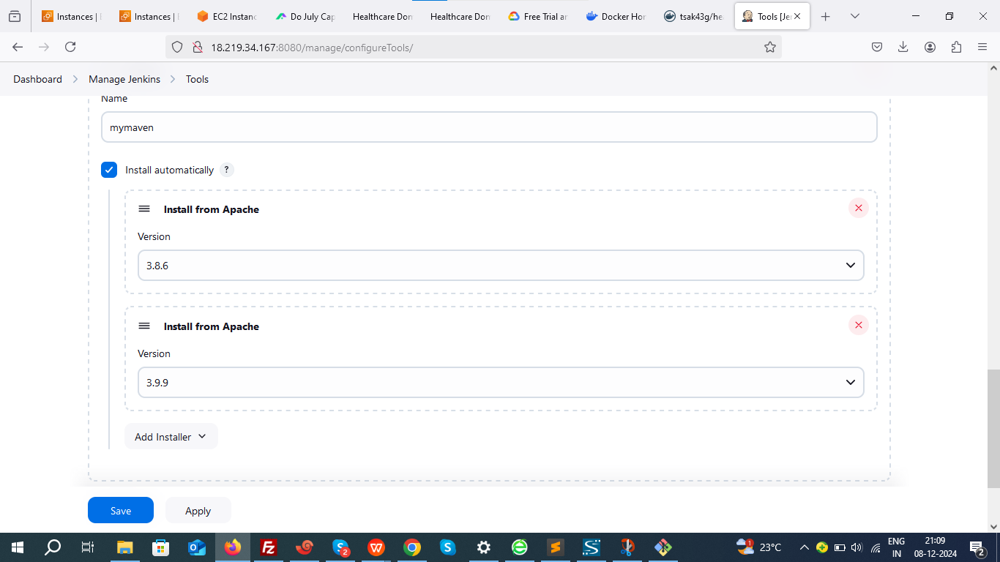 Instances |
Instances |
EC2 Instanc
Do July Cap
Healthcare Don
Healthcare Don
Free Trial ar
Docker Hor
tsak43g/he
Tools [Je
18.219.34.167:8080/manage/configureTools/
Dashboard > Manage Jenkins > Tools
Name
mymaven
Install automatically ?
Install from Apache
Version
3.8.6
Install from Apache
Version
3.9.9
Add Installer
Save Apply
2
23°C
ENG
IN
21:09
08-12-2024
2